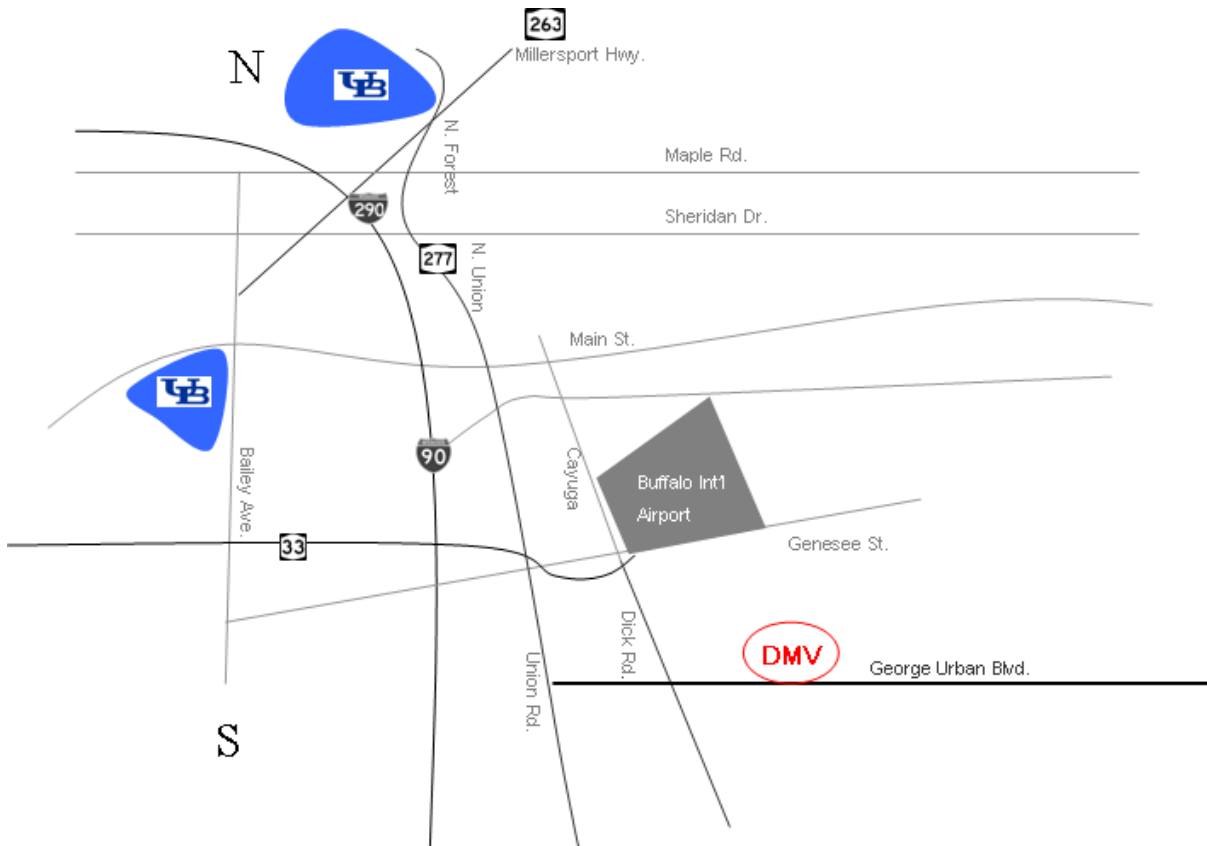 263
Millersport Hwy.
N
UB
N. Forest
Maple Rd.
290
Sheridan Dr.
277
N. Union
Main St.
UB
Bailey Ave.
90
Cayuga
Buffalo Int1
Airport
33
Genesee St.
Dick Rd.
Union Rd.
DMV
George Urban Blvd.
S